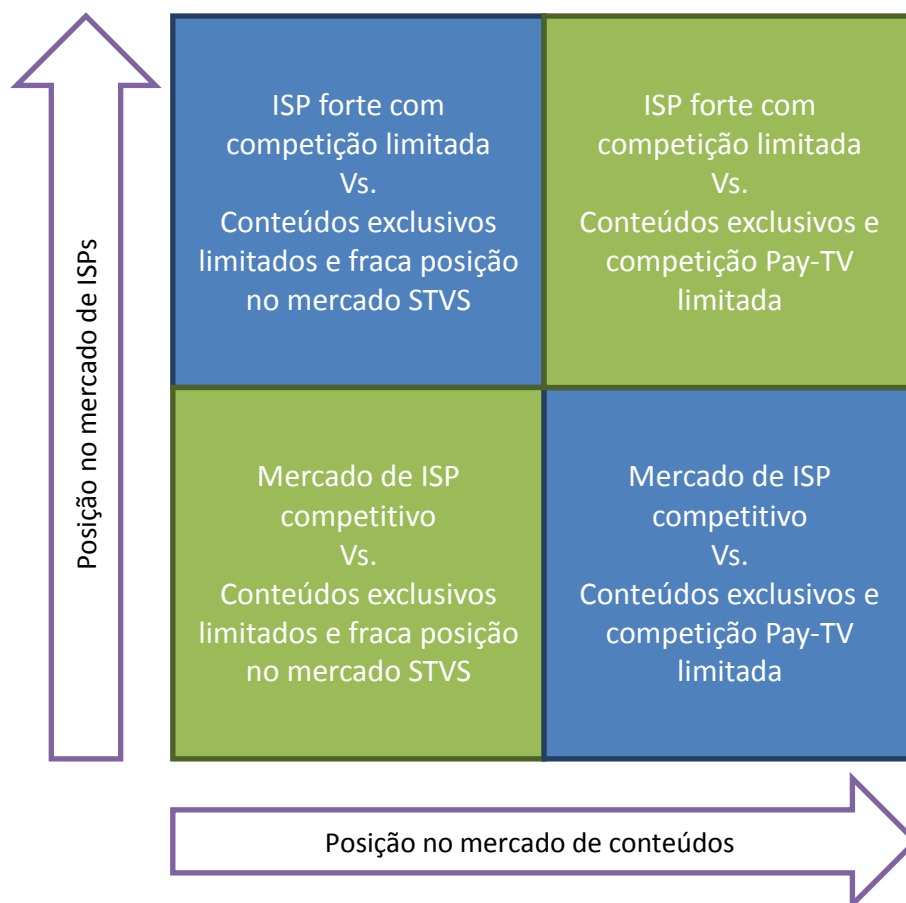 Posição no mercado de ISPs
ISP forte com
competição limitada
Vs.
Conteúdos exclusivos
limitados e fraca posição
no mercado STVS
ISP forte com
competição limitada
Vs.
Conteúdos exclusivos e
competição Pay-TV
limitada
Mercado de ISP
competitivo
Vs.
Conteúdos exclusivos
limitados e fraca posição
no mercado STVS
Mercado de ISP
competitivo
Vs.
Conteúdos exclusivos e
competição Pay-TV
limitada
Posição no mercado de conteúdos